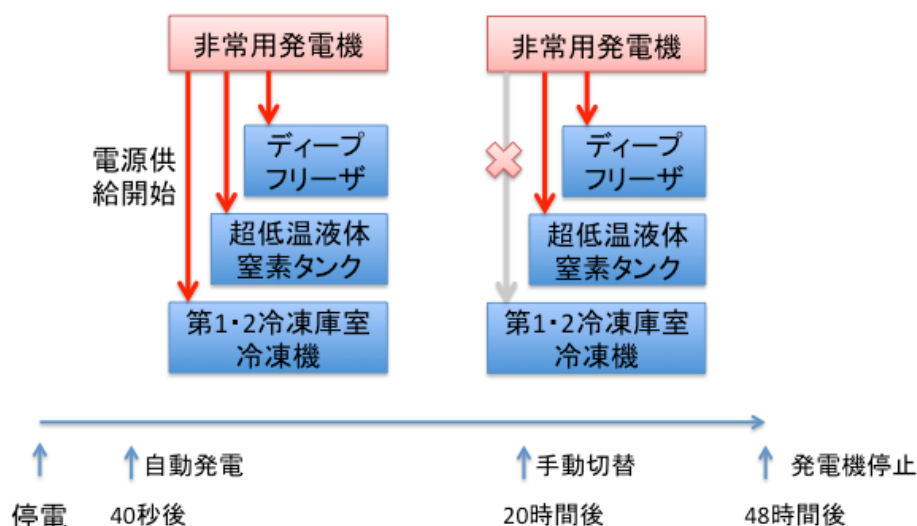 非常用発電機
電源供
給開始
ディープ
フリーザ
超低温液体
窒素タンク
第1・2冷凍庫室
冷凍機
非常用発電機
ディープ
フリーザ
超低温液体
窒素タンク
第1・2冷凍庫室
冷凍機
自動発電
手動切替
発電機停止
停電
40秒後
20時間後
48時間後